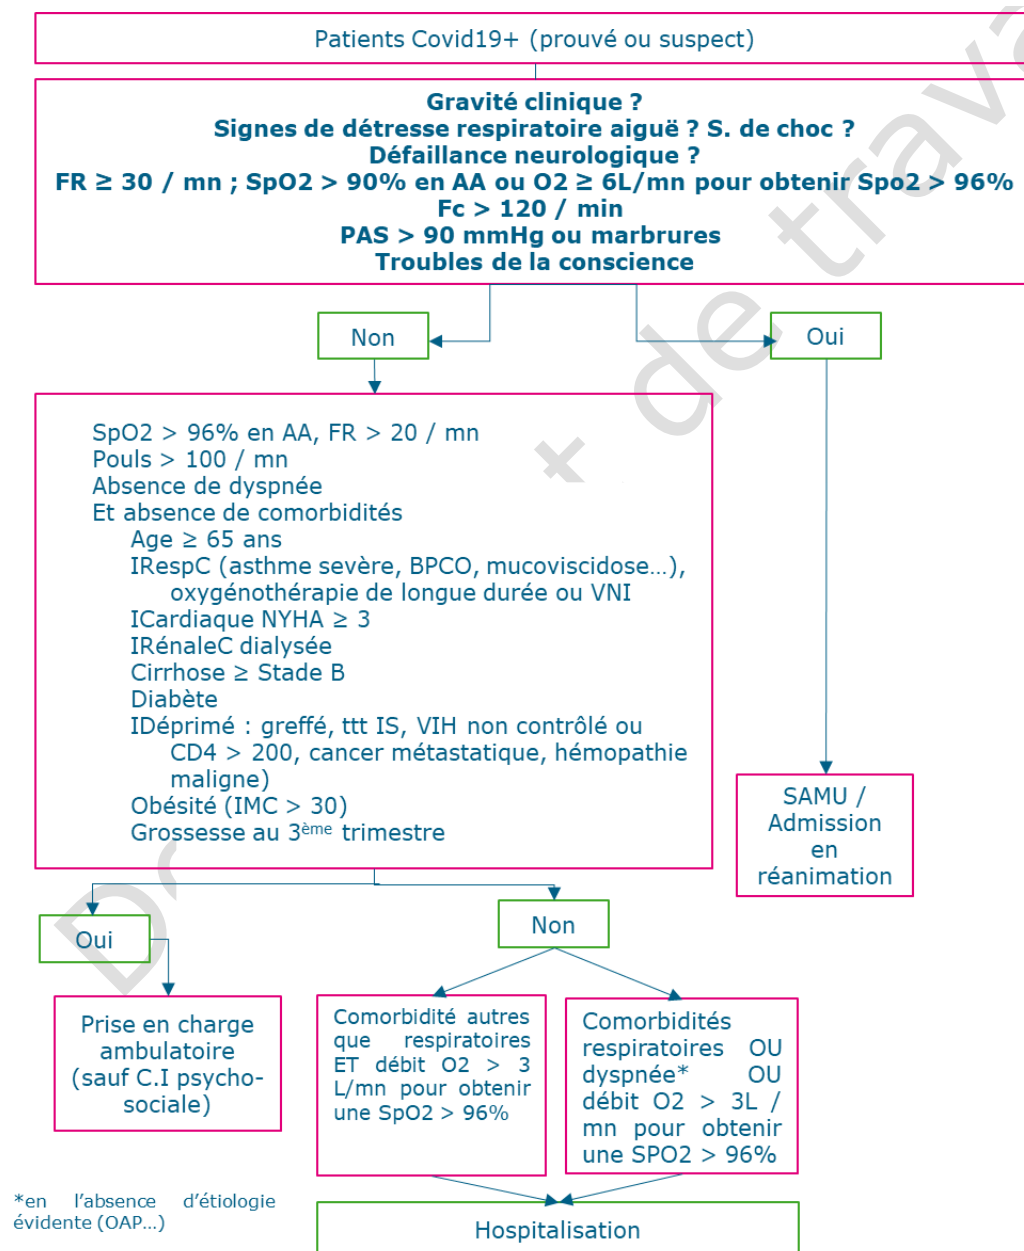 Patients Covid19+ (prouvé ou suspect)
Gravité clinique ?
Signes de détresse respiratoire aiguë ? S. de choc ?
Défaillance neurologique ?
FR ≥ 30 / mn ; SpO2 > 90% en AA ou O2 ≥ 6L/mn pour obtenir Spo2 > 96%
Fc > 120 / min
PAS > 90 mmHg ou marbrures
Troubles de la conscience
Non
Oui
SpO2 > 96% en AA, FR > 20 / mn
Pouls > 100 / mn
Absence de dyspnée
Et absence de comorbidités
Age ≥ 65 ans
IRespC (asthme sevère, BPCO, mucoviscidose…),
oxygénothérapie de longue durée ou VNI
ICardiaque NYHA ≥ 3
IRénaleC dialysée
Cirrhose ≥ Stade B
Diabète
IDéprimé : greffé, ttt IS, VIH non contrôlé ou
CD4 > 200, cancer métastatique, hémopathie
maligne)
Obésité (IMC > 30)
Grossesse au 3ème trimestre
SAMU /
Admission
en
réanimation
Oui
Non
Prise en charge
ambulatoire
(sauf C.I psycho-
sociale)
Comorbidité autres
que respiratoires
ET débit O2 > 3
L/mn pour obtenir
une SpO2 > 96%
Comorbidités
respiratoires OU
dyspnée* OU
débit O2 > 3L /
mn pour obtenir
une SPO2 > 96%
*en l'absence d'étiologie
évidente (OAP…)
Hospitalisation
de trava